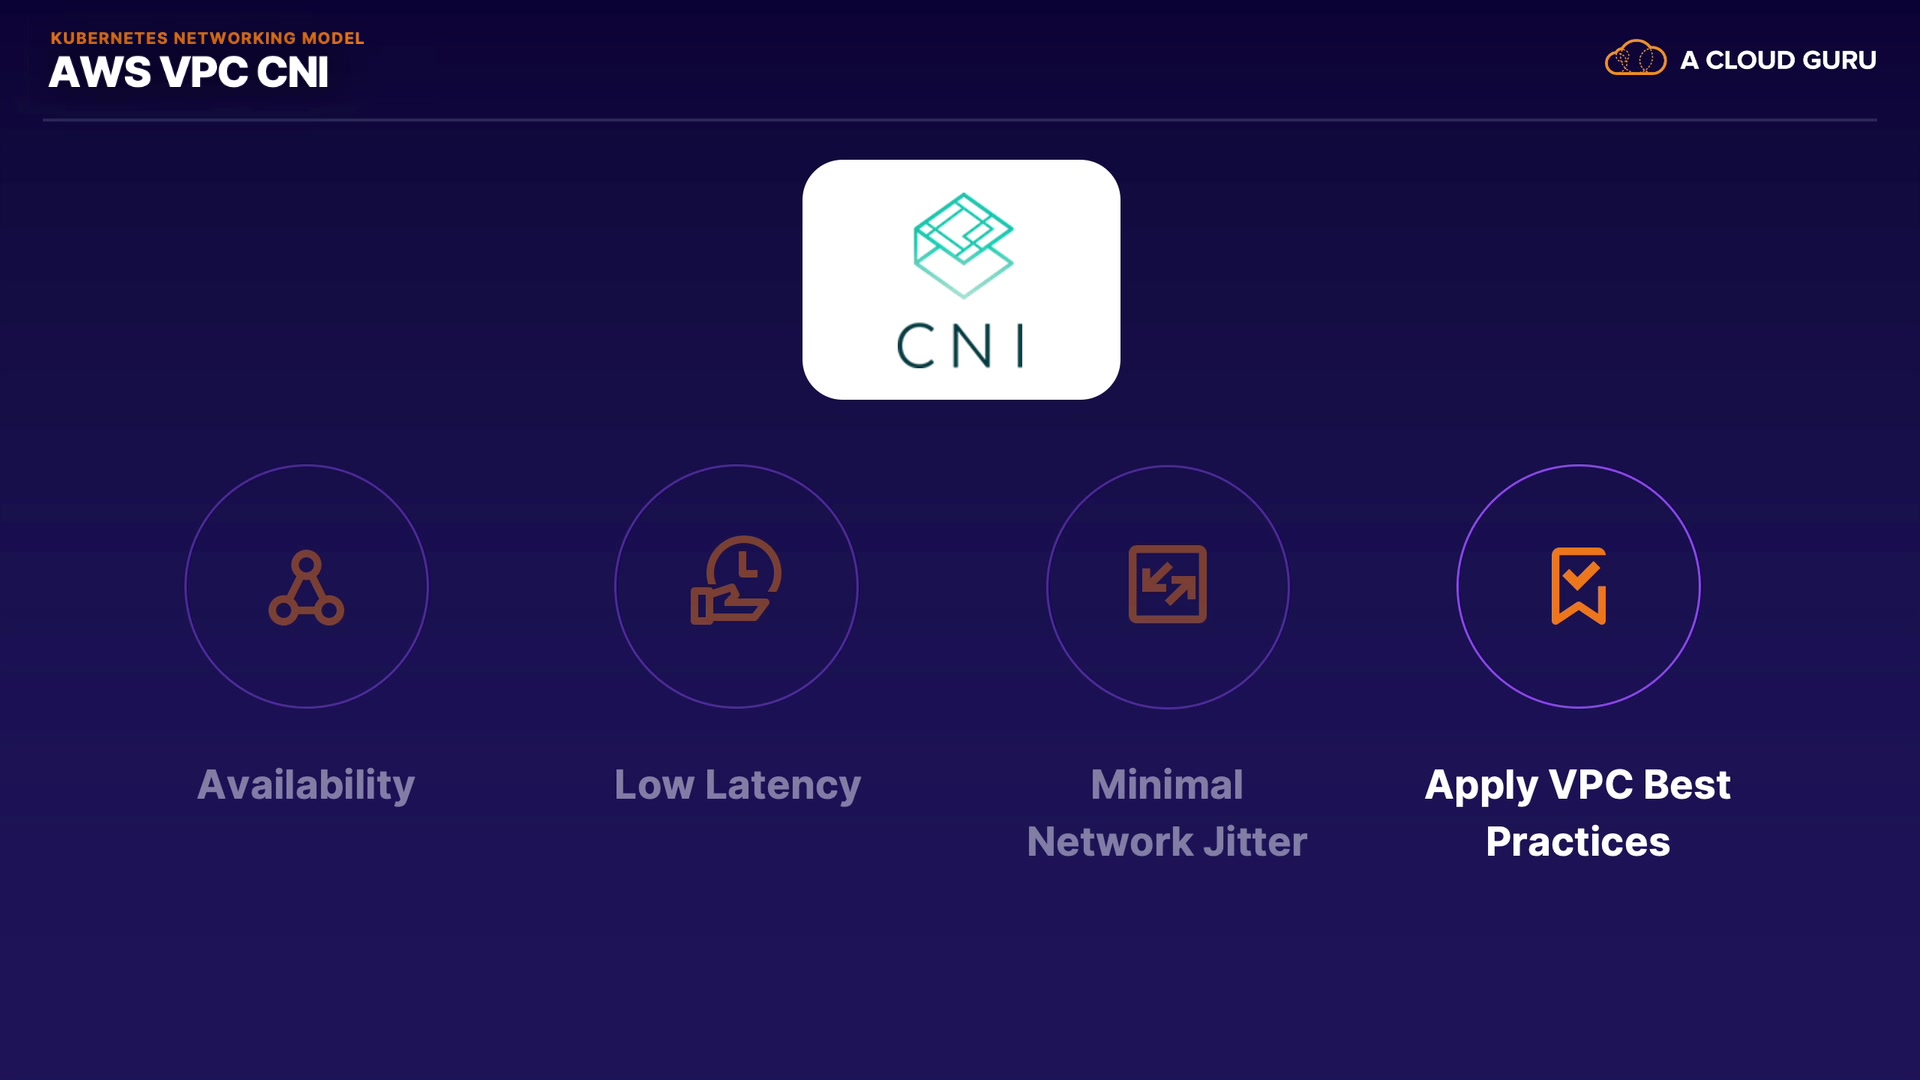 KUBERNETES NETWORKING MODEL
AWS VPC CNI
A CLOUD GURU
CNI
Availability
Low Latency
Minimal
Network Jitter
Apply VPC Best
Practices